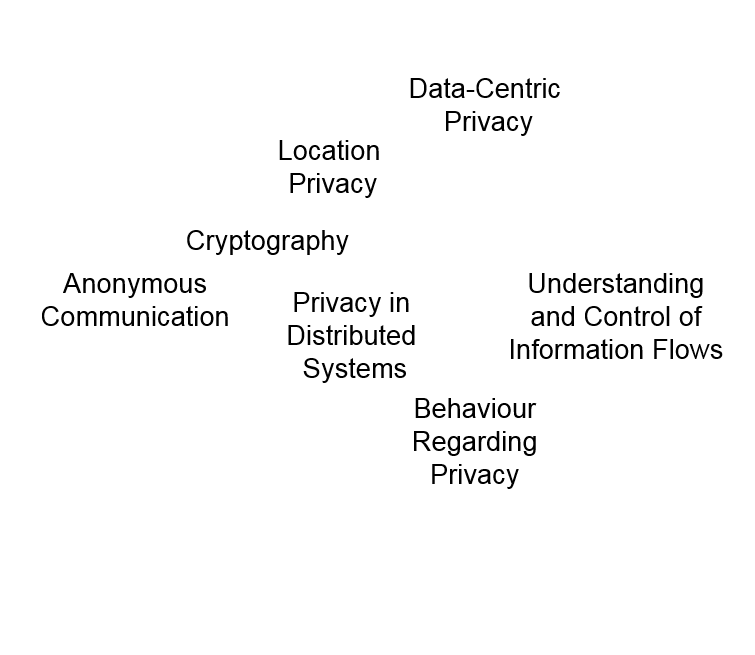 Data-Centric
Privacy
Location
Privacy
Cryptography
Anonymous
Communication
Privacy in
Distributed
Systems
Understanding
and Control of
Information Flows
Behaviour
Regarding
Privacy